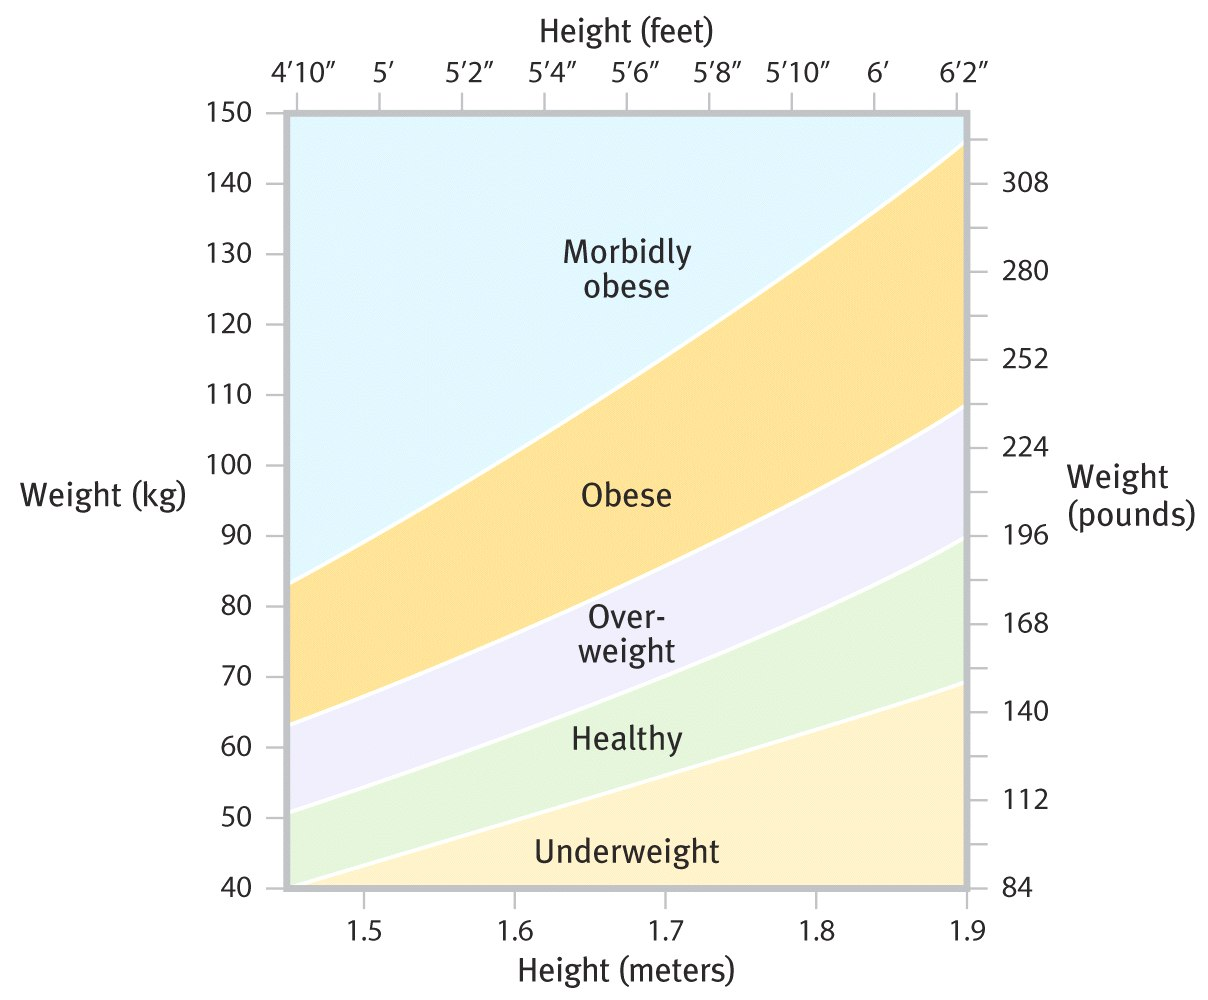 Height (feet)
4′10″ 5′ 5′2″ 5′4″ 5′6″ 5′8″ 5′10″ 6′ 6′2″
150
140
130
120
110
100
90
80
70
60
50
40
Weight (kg)
Morbidly
obese
Obese
Over-
weight
Healthy
Underweight
308
280
252
224
196
168
140
112
84
Weight
(pounds)
1.5 1.6 1.7 1.8 1.9
Height (meters)